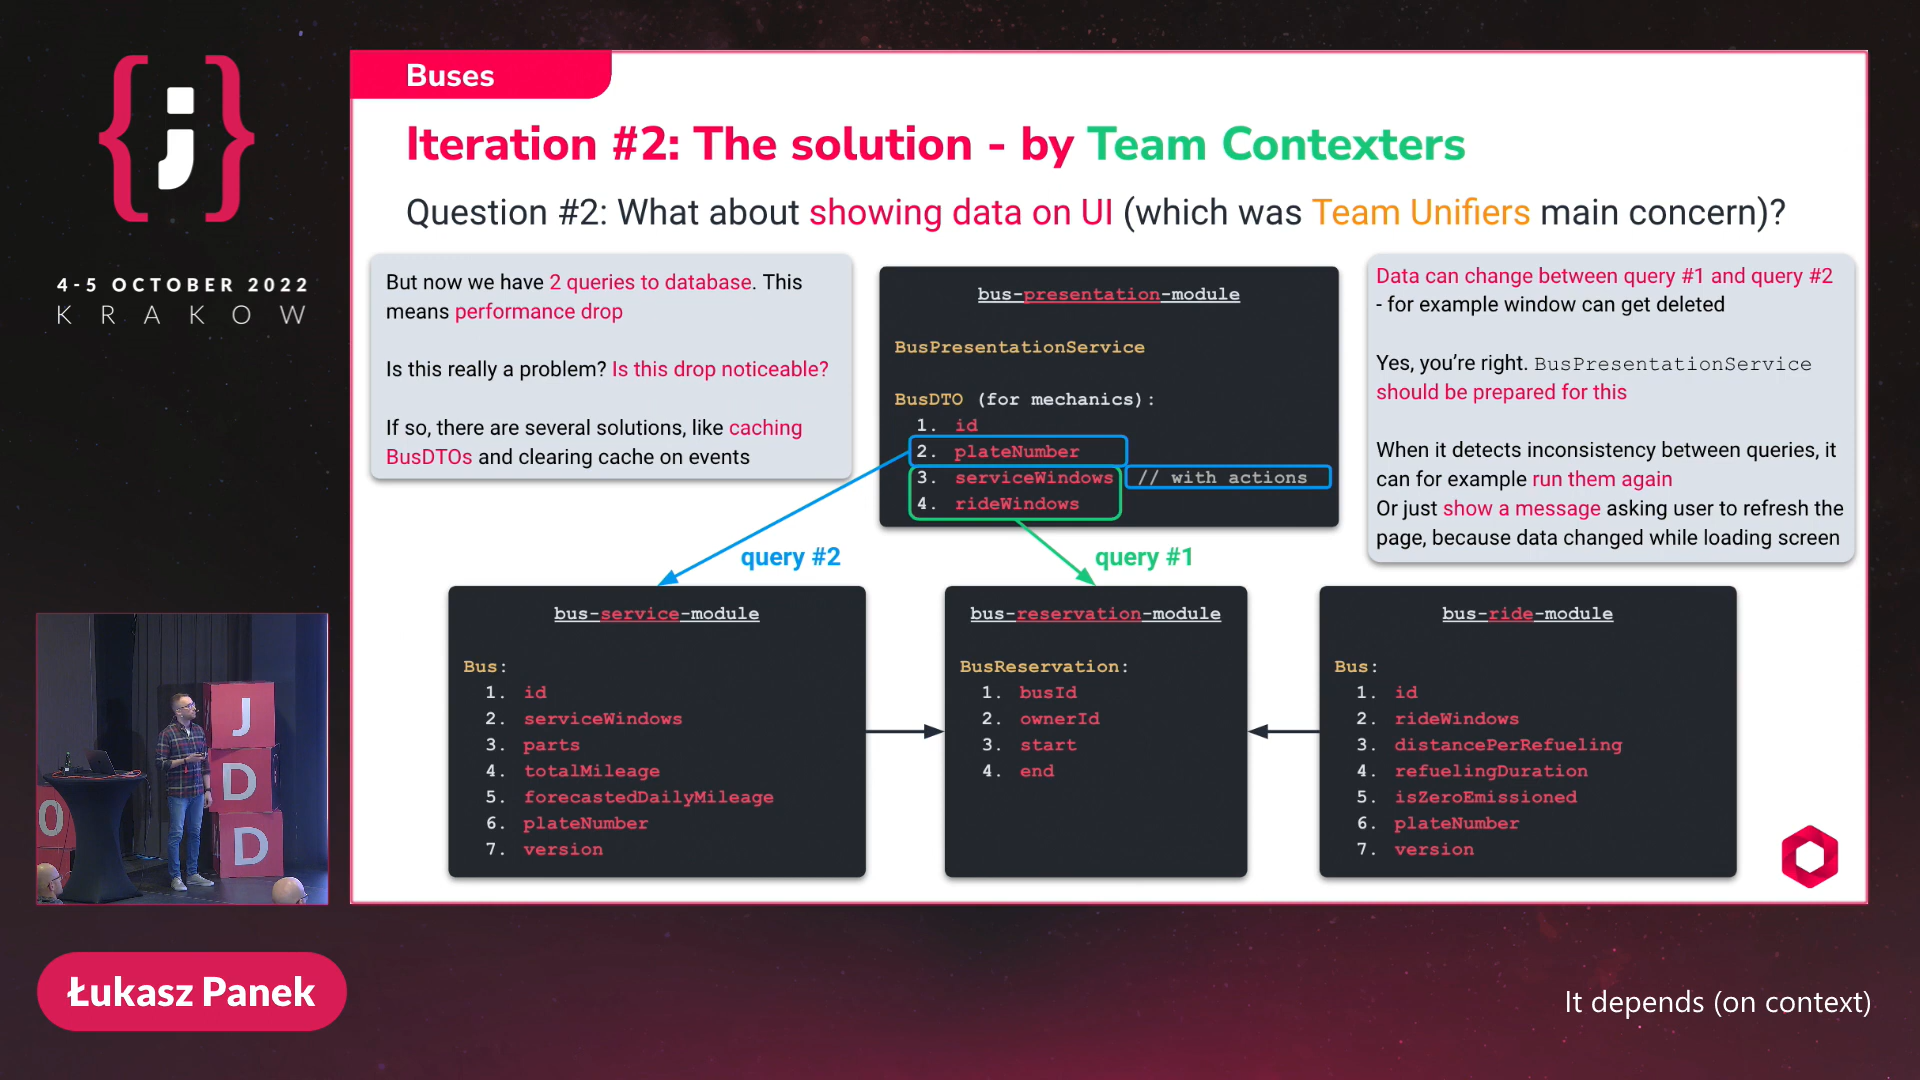 4-5 OCTOBER 2022
KRAKOW
Buses
Iteration #2: The solution - by Team Contexters
Question #2: What about showing data on UI (which was Team Unifiers main concern)?
But now we have 2 queries to database. This
means performance drop
Is this really a problem? Is this drop noticeable?
If so, there are several solutions, like caching
BusDTOs and clearing cache on events
bus-presentation-module
BusPresentationService
BusDTO (for mechanics):
1. id
2. plateNumber
3. serviceWindows // with actions
4. rideWindows
Data can change between query #1 and query #2
- for example window can get deleted
Yes, you're right. BusPresentationService
should be prepared for this
When it detects inconsistency between queries, it
can for example run them again
Or just show a message asking user to refresh the
page, because data changed while loading screen
query #2
query #1
bus-service-module
Bus:
1. id
2. serviceWindows
3. parts
4. totalMileage
5. forecastedDailyMileage
6. plateNumber
7. version
bus-reservation-module
BusReservation:
1. busId
2. ownerId
3. start
4. end
bus-ride-module
Bus:
1. id
2. rideWindows
3. distancePerRefueling
4. refuelingDuration
5. isZeroEmissioned
6. plateNumber
7. version
J
D
D
Łukasz Panek
It depends (on context)